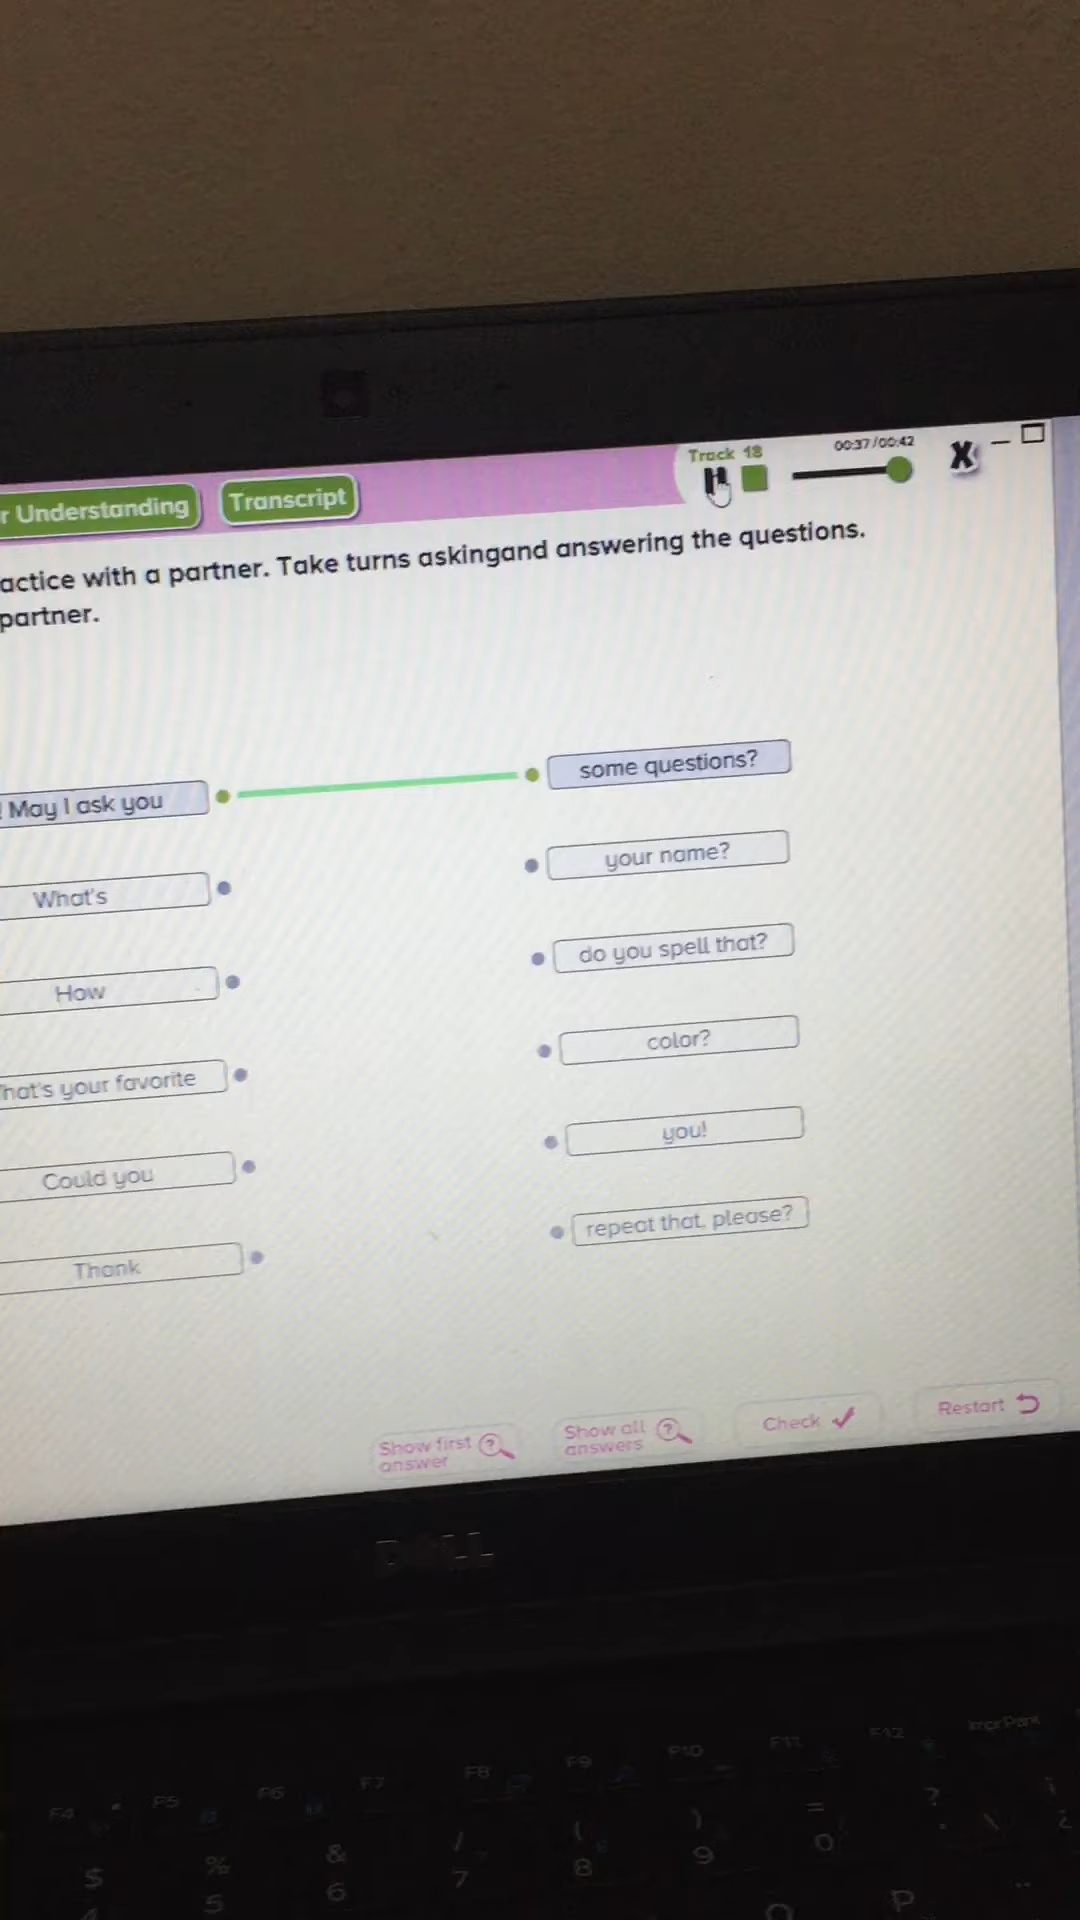 r Understanding
Transcript
Track 18
00:37/00:42
X
actice with a partner. Take turns askingand answering the questions.
partner.
! May I ask you
some questions?
What's
your name?
How
do you spell that?
hat's your favorite
color?
Could you
you!
Thank
repeat that, please?
Show first answer
Show all answers
Check
Restart
DELL
F4
F5
F6
F7
F8
F9
F10
F11
F12
$
%
5
&
6
/
7
(
8
)
9
=
0
?
\
P